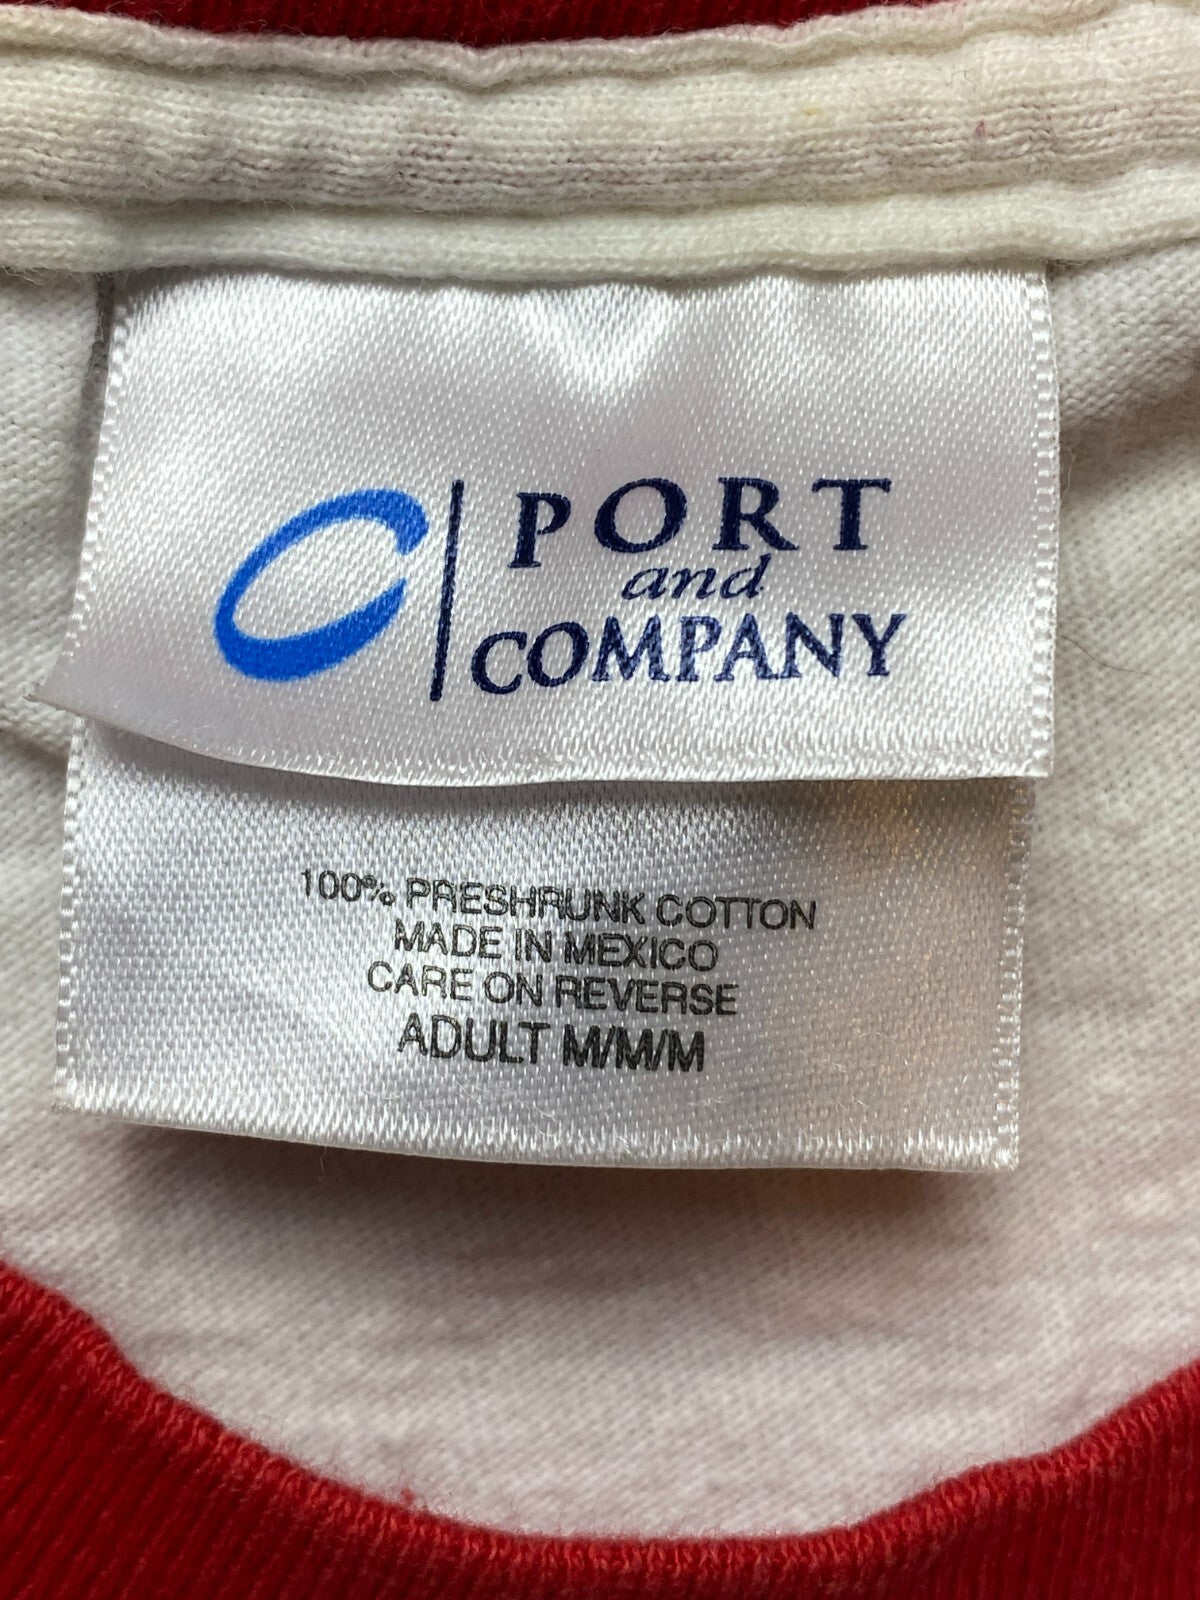 PORT
and
COMPANY
100% PRESHRUNK COTTON
MADE IN MEXICO
CARE ON REVERSE
ADULT M/M/M